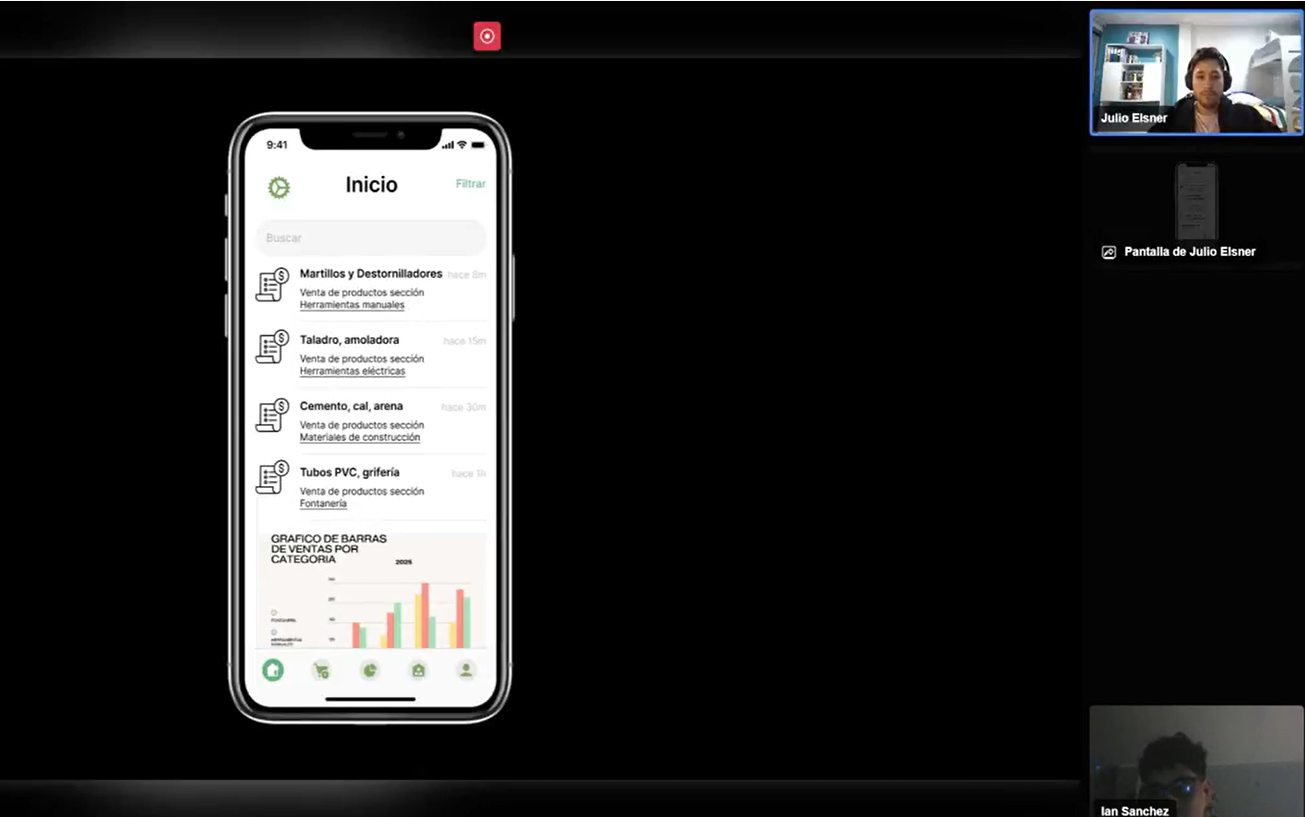 9:41
Inicio
Filtrar
Buscar
Martillos y Destornilladores
hace 8m
Venta de productos sección
Herramientas manuales
Taladro, amoladora
hace 15m
Venta de productos sección
Herramientas eléctricas
Cemento, cal, arena
hace 30m
Venta de productos sección
Materiales de construcción
Tubos PVC, grifería
hace 1h
Venta de productos sección
Fontanería
GRAFICO DE BARRAS
DE VENTAS POR
CATEGORIA
2025
FONTANERÍA
HERRAMIENTAS
MANUALES
Julio Elsner
Pantalla de Julio Elsner
Ian Sanchez